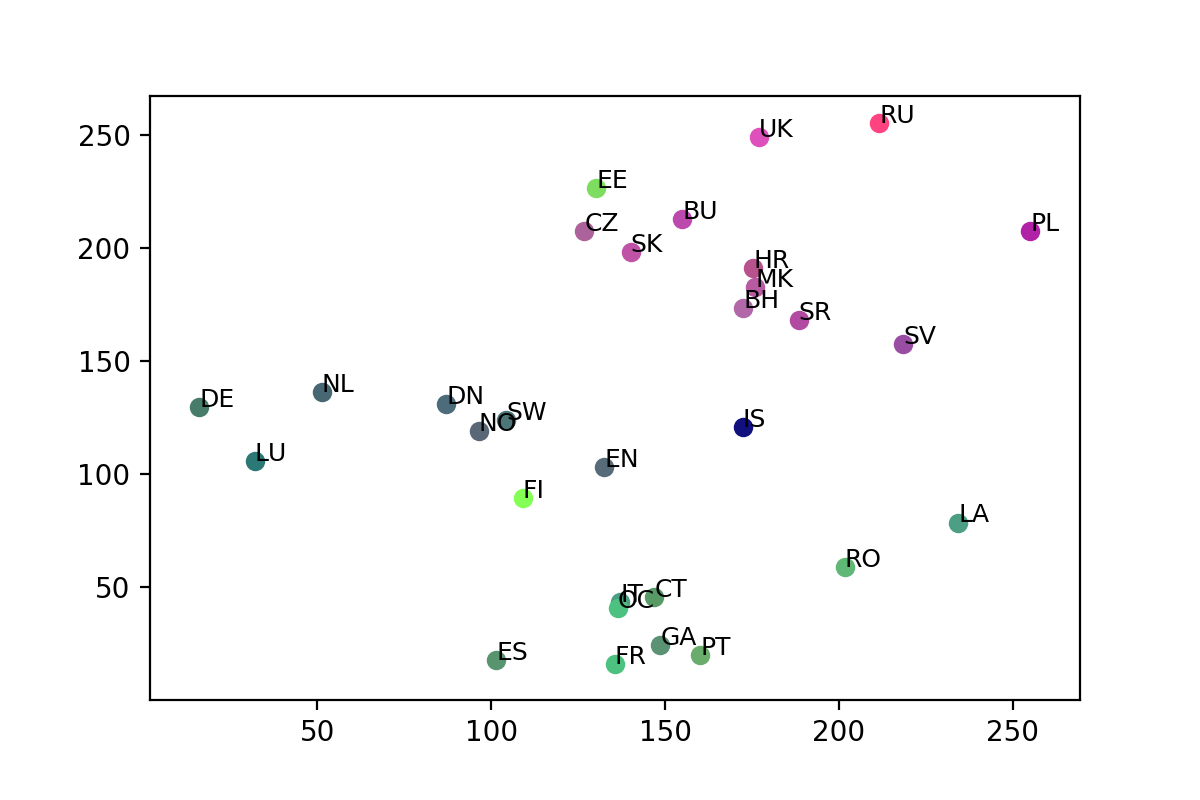 250
200
150
100
50
RU
UK
EE
BU
CZ
PL
SK
HR
MK
BH
SR
SV
NL
DE
DN
SW
NO
IS
LU
EN
FI
LA
RO
CT
IT
OC
GA
PT
ES
FR
50 100 150 200 250